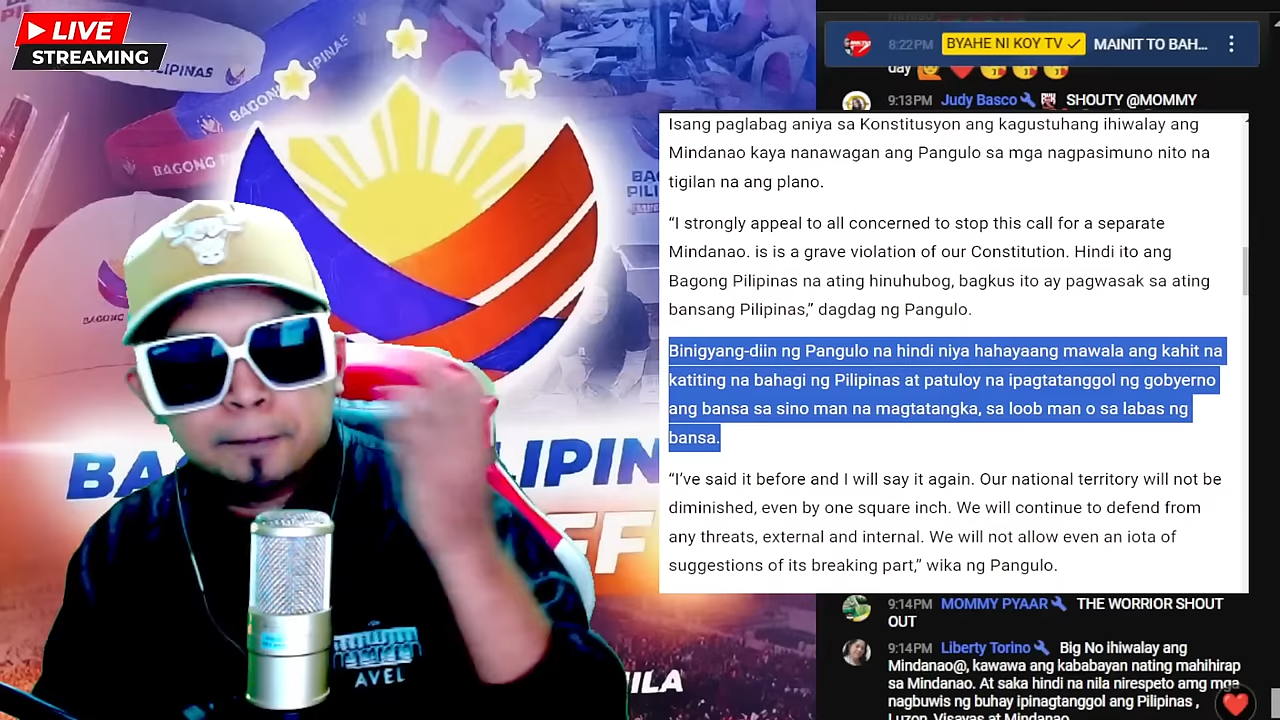 LIVE
STREAMING
8:22PM BYAHE NI KOY TV MAINIT TO BAH...
day
9:13PM Judy Basco SHOUTY @MOMMY
Isang paglabag aniya sa Konstitusyon ang kagustuhang ihiwalay ang
Mindanao kaya nanawagan ang Pangulo sa mga nagpasimuno nito na
tigilan na ang plano.
“I strongly appeal to all concerned to stop this call for a separate
Mindanao. is is a grave violation of our Constitution. Hindi ito ang
Bagong Pilipinas na ating hinuhubog, bagkus ito ay pagwasak sa ating
bansang Pilipinas,” dagdag ng Pangulo.
Binigyang-diin ng Pangulo na hindi niya hahayaang mawala ang kahit na
katiting na bahagi ng Pilipinas at patuloy na ipagtatanggol ng gobyerno
ang bansa sa sino man na magtatangka, sa loob man o sa labas ng
bansa.
“I’ve said it before and I will say it again. Our national territory will not be
diminished, even by one square inch. We will continue to defend from
any threats, external and internal. We will not allow even an iota of
suggestions of its breaking part,” wika ng Pangulo.
9:14PM MOMMY PYAAR THE WORRIOR SHOUT
OUT
9:14PM Liberty Torino Big No ihiwalay ang
Mindanao@, kawawa ang kababayan nating mahihirap
sa Mindanao. At saka hindi na nila nirespeto amg mga
nagbuwis ng buhay ipinagtatanggol ang Pilipinas ,
Luzon, Visayas at Mindanao
BAGONG
AVEL